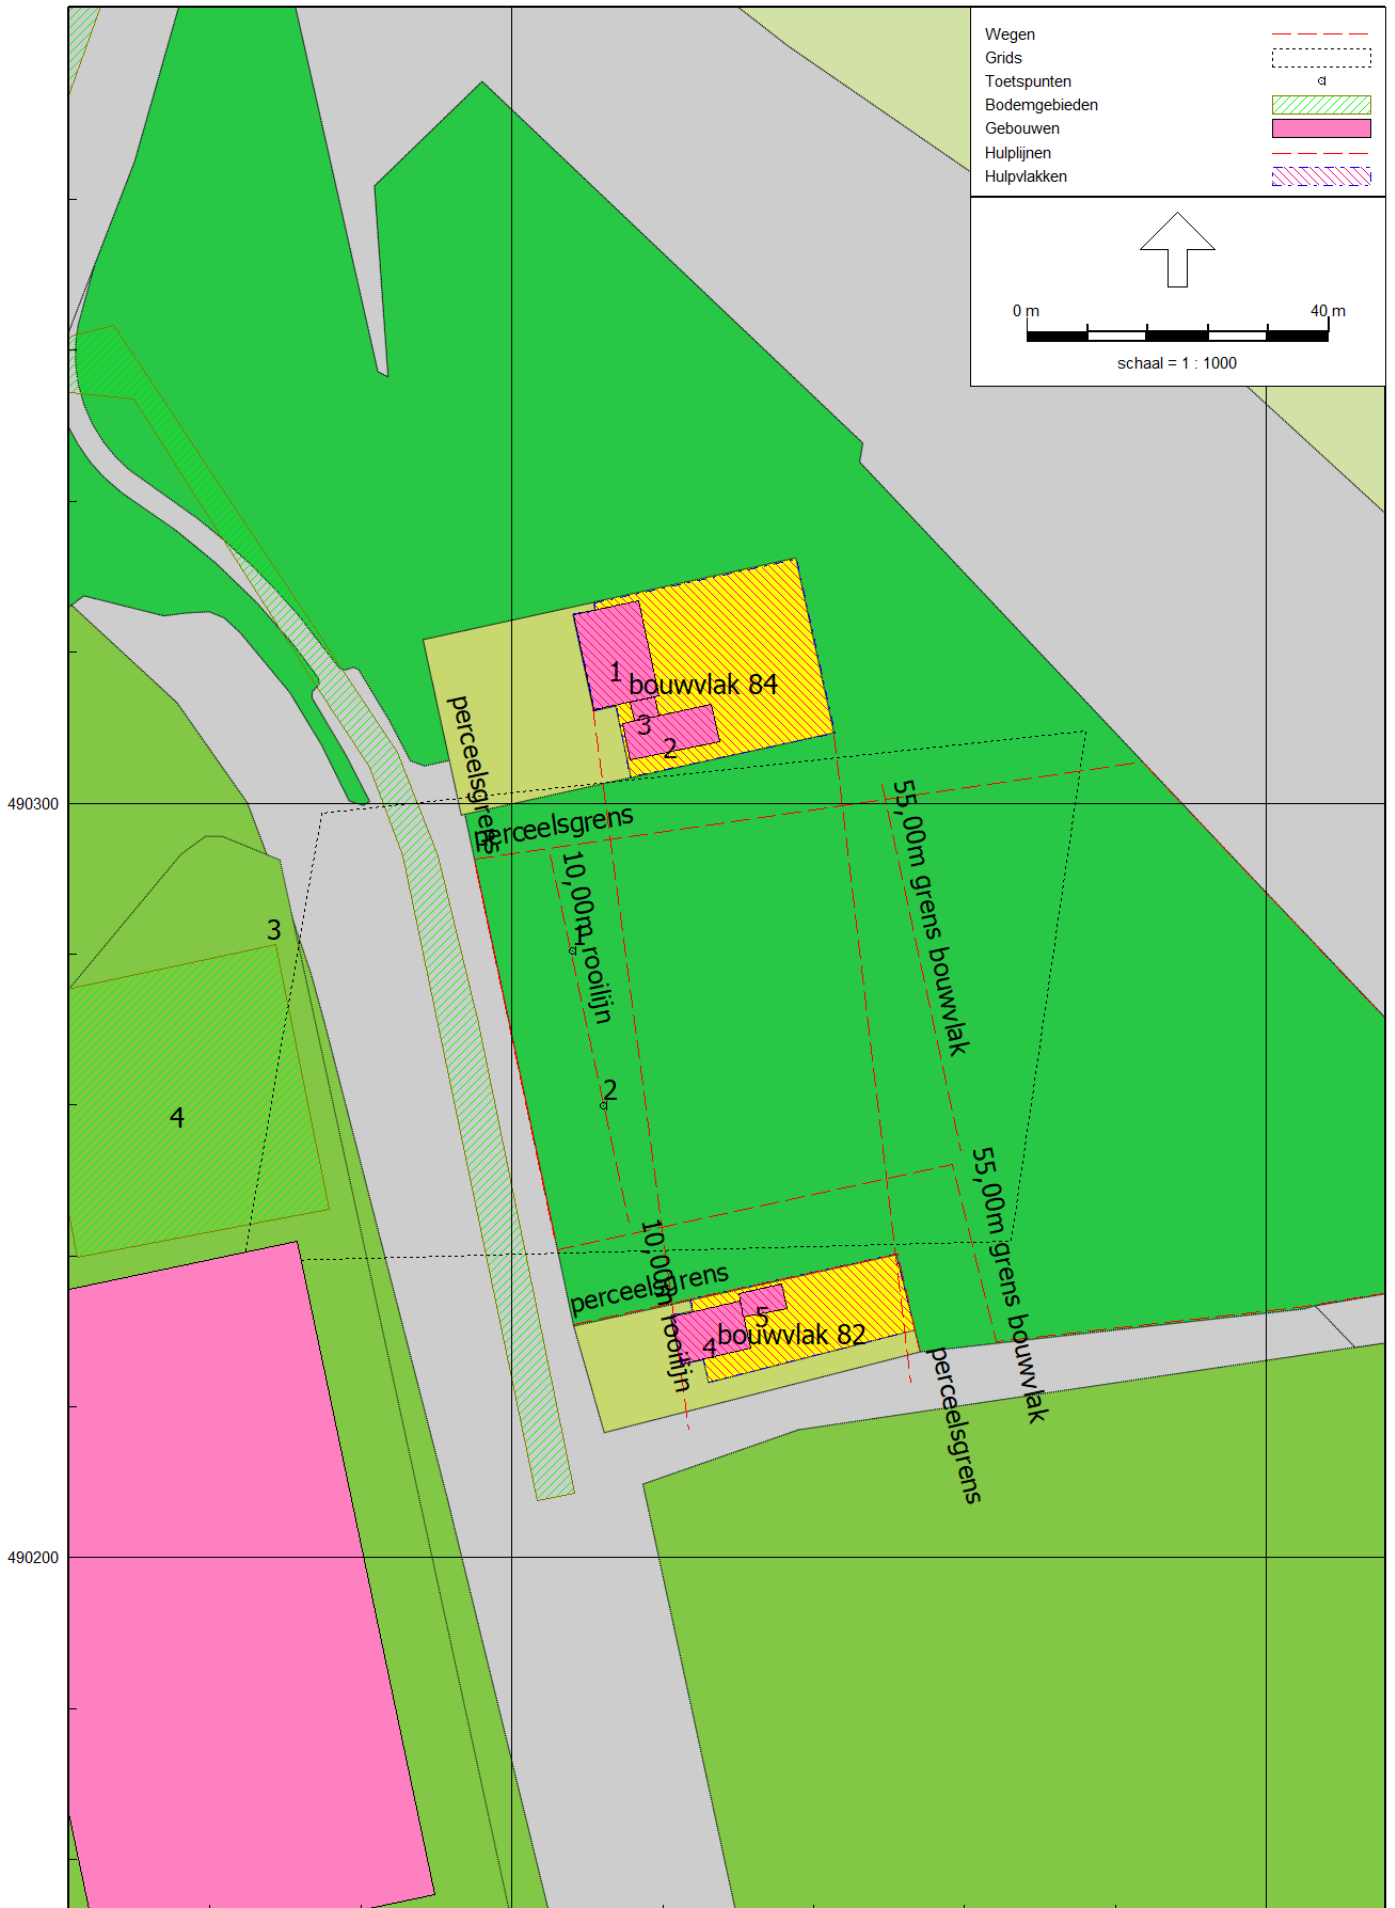 Wegen
Grids
Toetspunten
Bodemgebieden
Gebouwen
Hulplijnen
Hulpvlakken
0 m 40 m
schaal = 1 : 1000
1
bouwvlak 84
3
2
perceelsgrens
490300
perceelsgrens
10,00m rooilijn
55,00m grens bouwvlak
3
1
2
4
55,00m grens bouwvlak
10,00m rooilijn
perceelsgrens
5
4
bouwvlak 82
perceelsgrens
490200